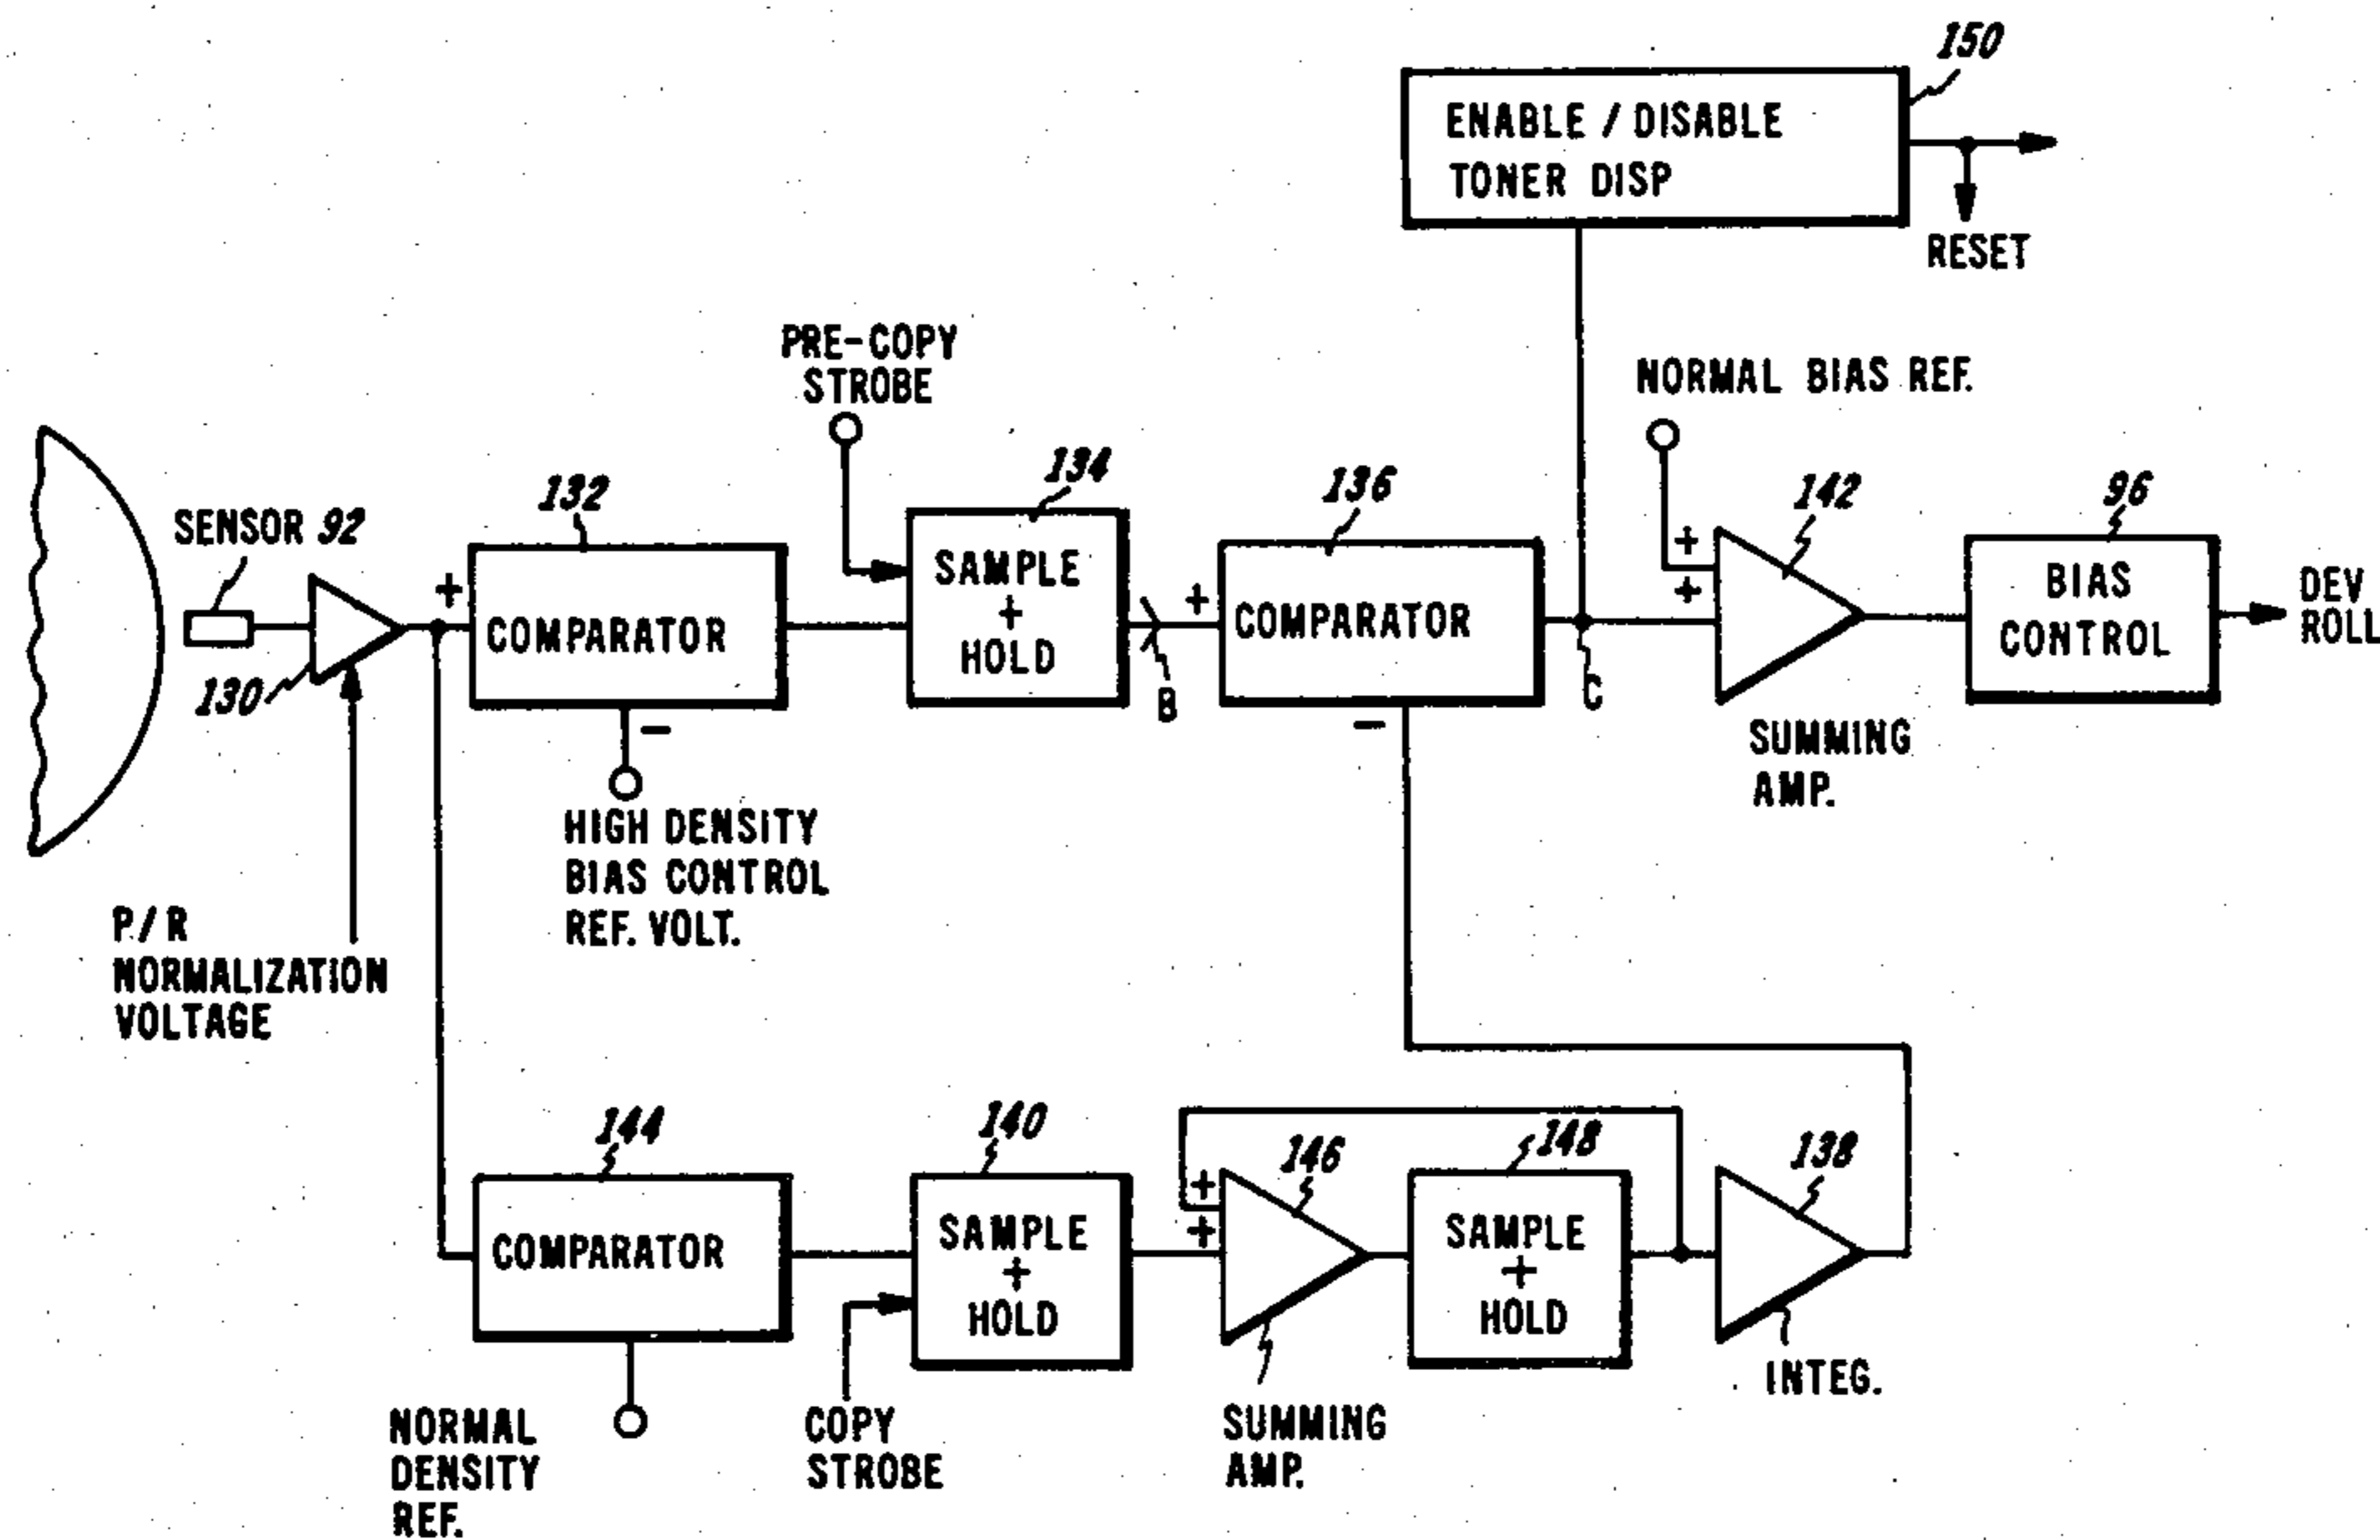 150
ENABLE / DISABLE
TONER DISP
RESET
PRE-COPY
STROBE
NORMAL BIAS REF.
134
136
142
96
132
SENSOR 92
+
COMPARATOR
SAMPLE
+
HOLD
+
COMPARATOR
+
+
BIAS
CONTROL
DEV
ROLL
130
B
C
−
−
SUMMING
AMP.
HIGH DENSITY
BIAS CONTROL
REF. VOLT.
P/R
NORMALIZATION
VOLTAGE
144
140
146
148
138
COMPARATOR
SAMPLE
+
HOLD
+
+
SAMPLE
+
HOLD
INTEG.
NORMAL
DENSITY
REF.
COPY
STROBE
SUMMING
AMP.